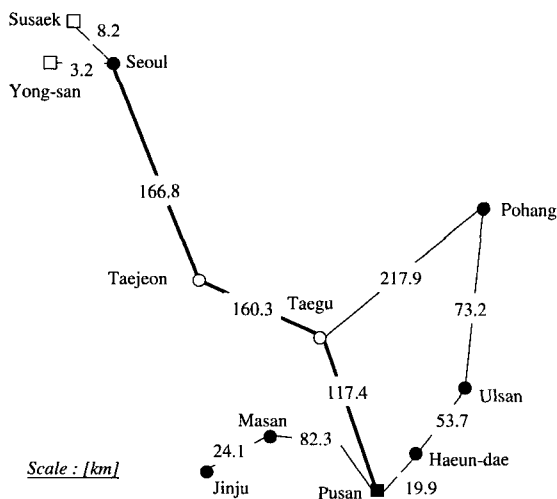 Susaek
8.2
Seoul
3.2
Yong-san
166.8
Pohang
Taejeon
217.9
160.3
Taegu
73.2
117.4
Ulsan
Masan
53.7
82.3
Haeun-dae
24.1
Scale : [km]
Jinju
Pusan
19.9